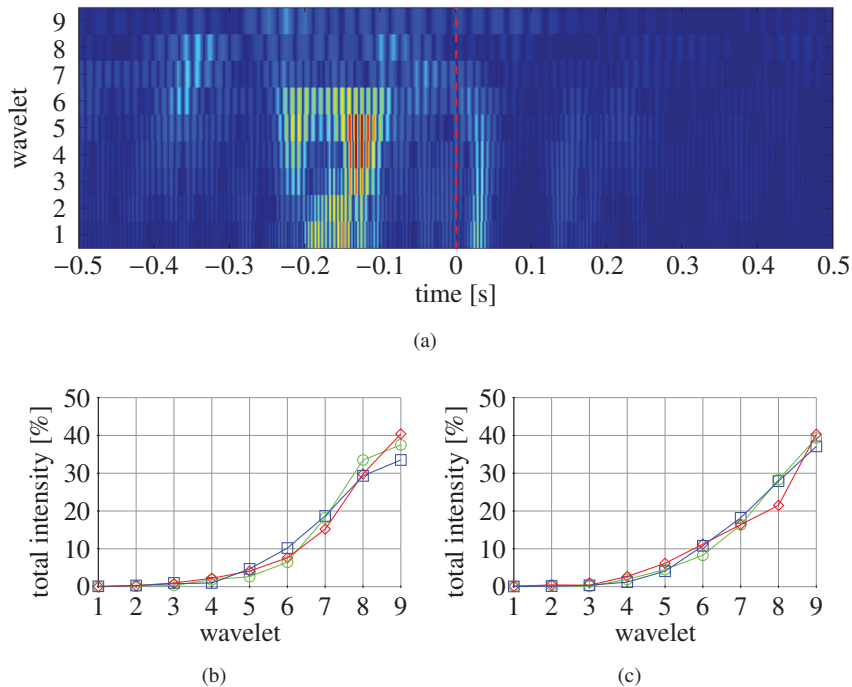 9
8
7
6
5
4
3
2
1
wavelet
−0.5 −0.4 −0.3 −0.2 −0.1 0 0.1 0.2 0.3 0.4 0.5
time [s]
(a)
50
40
30
20
10
0
total intensity [%]
1 2 3 4 5 6 7 8 9
wavelet
(b)
50
40
30
20
10
0
total intensity [%]
1 2 3 4 5 6 7 8 9
wavelet
(c)